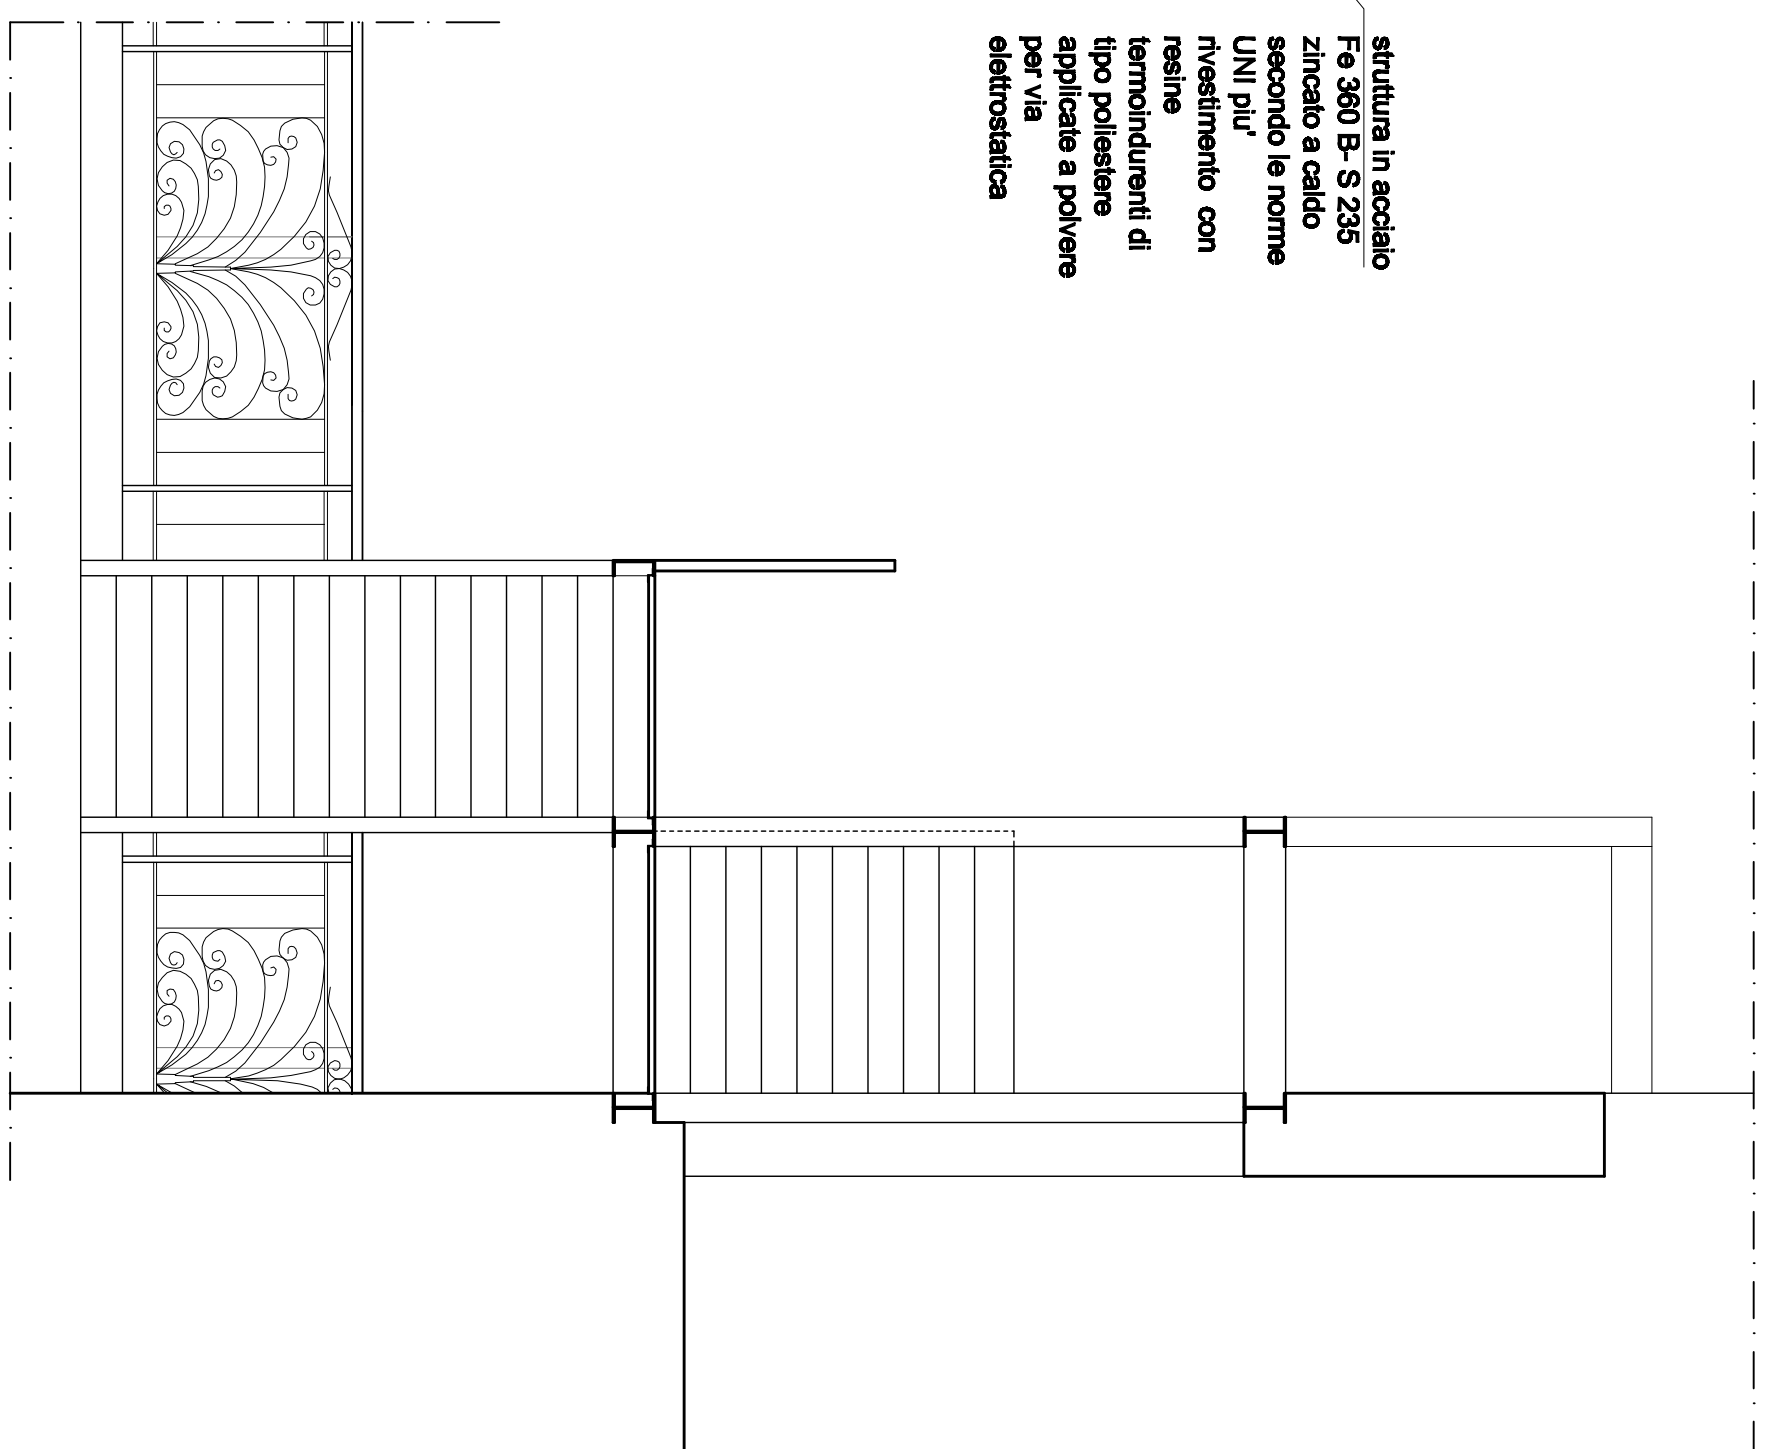 struttura in acciaio
Fe 360 B- S 235
zincato a caldo
secondo le norme
UNI piu'
rivestimento con
resine
termoindurenti di
tipo poliestere
applicate a polvere
per via
elettrostatica